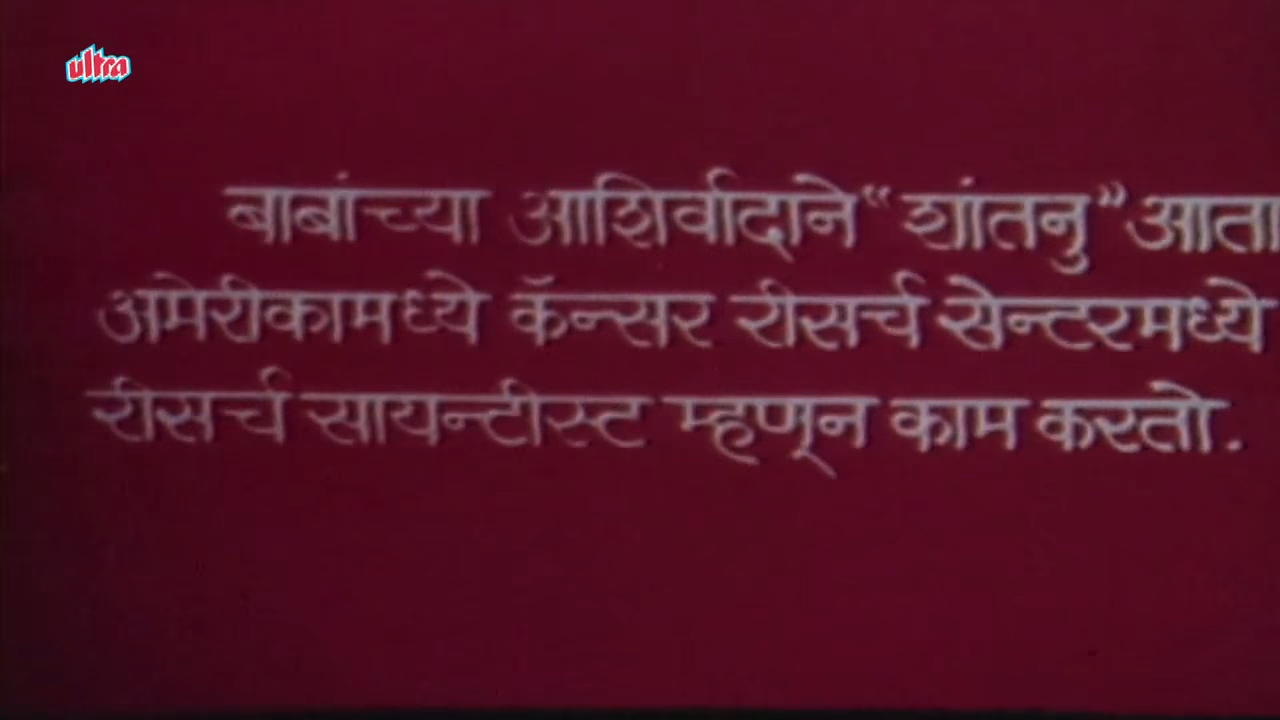 ultra
बाबांच्या आशिर्वादाने “शांतनु” आता
अमेरीकामध्ये कॅन्सर रीसर्च सेन्टरमध्ये
रीसर्च सायन्टीस्ट म्हणून काम करतो.